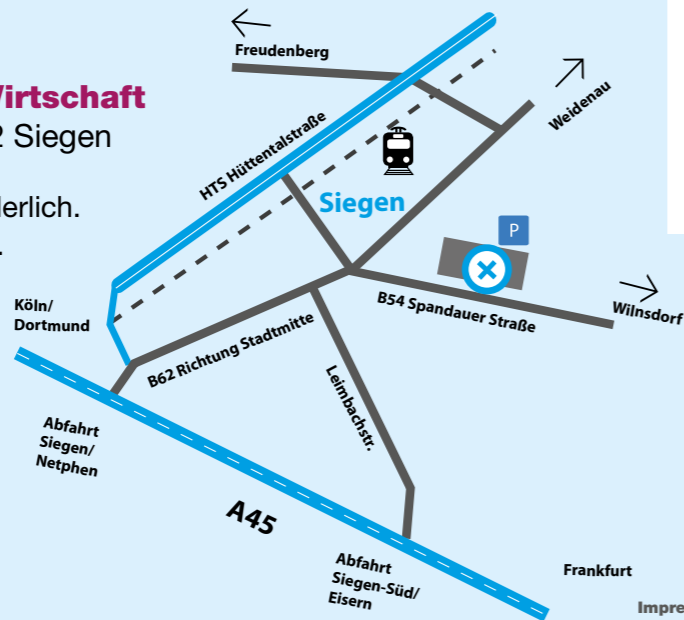 Freudenberg
Wirtschaft
2 Siegen
Weidenau
HTS Hüttentalstraße
derlich.
Siegen
P
Köln/
Dortmund
B54 Spandauer Straße
Wilnsdorf
B62 Richtung Stadtmitte
Leimbachstr.
Abfahrt
Siegen/
Netphen
A45
Abfahrt
Siegen-Süd/
Eisern
Frankfurt
Impre